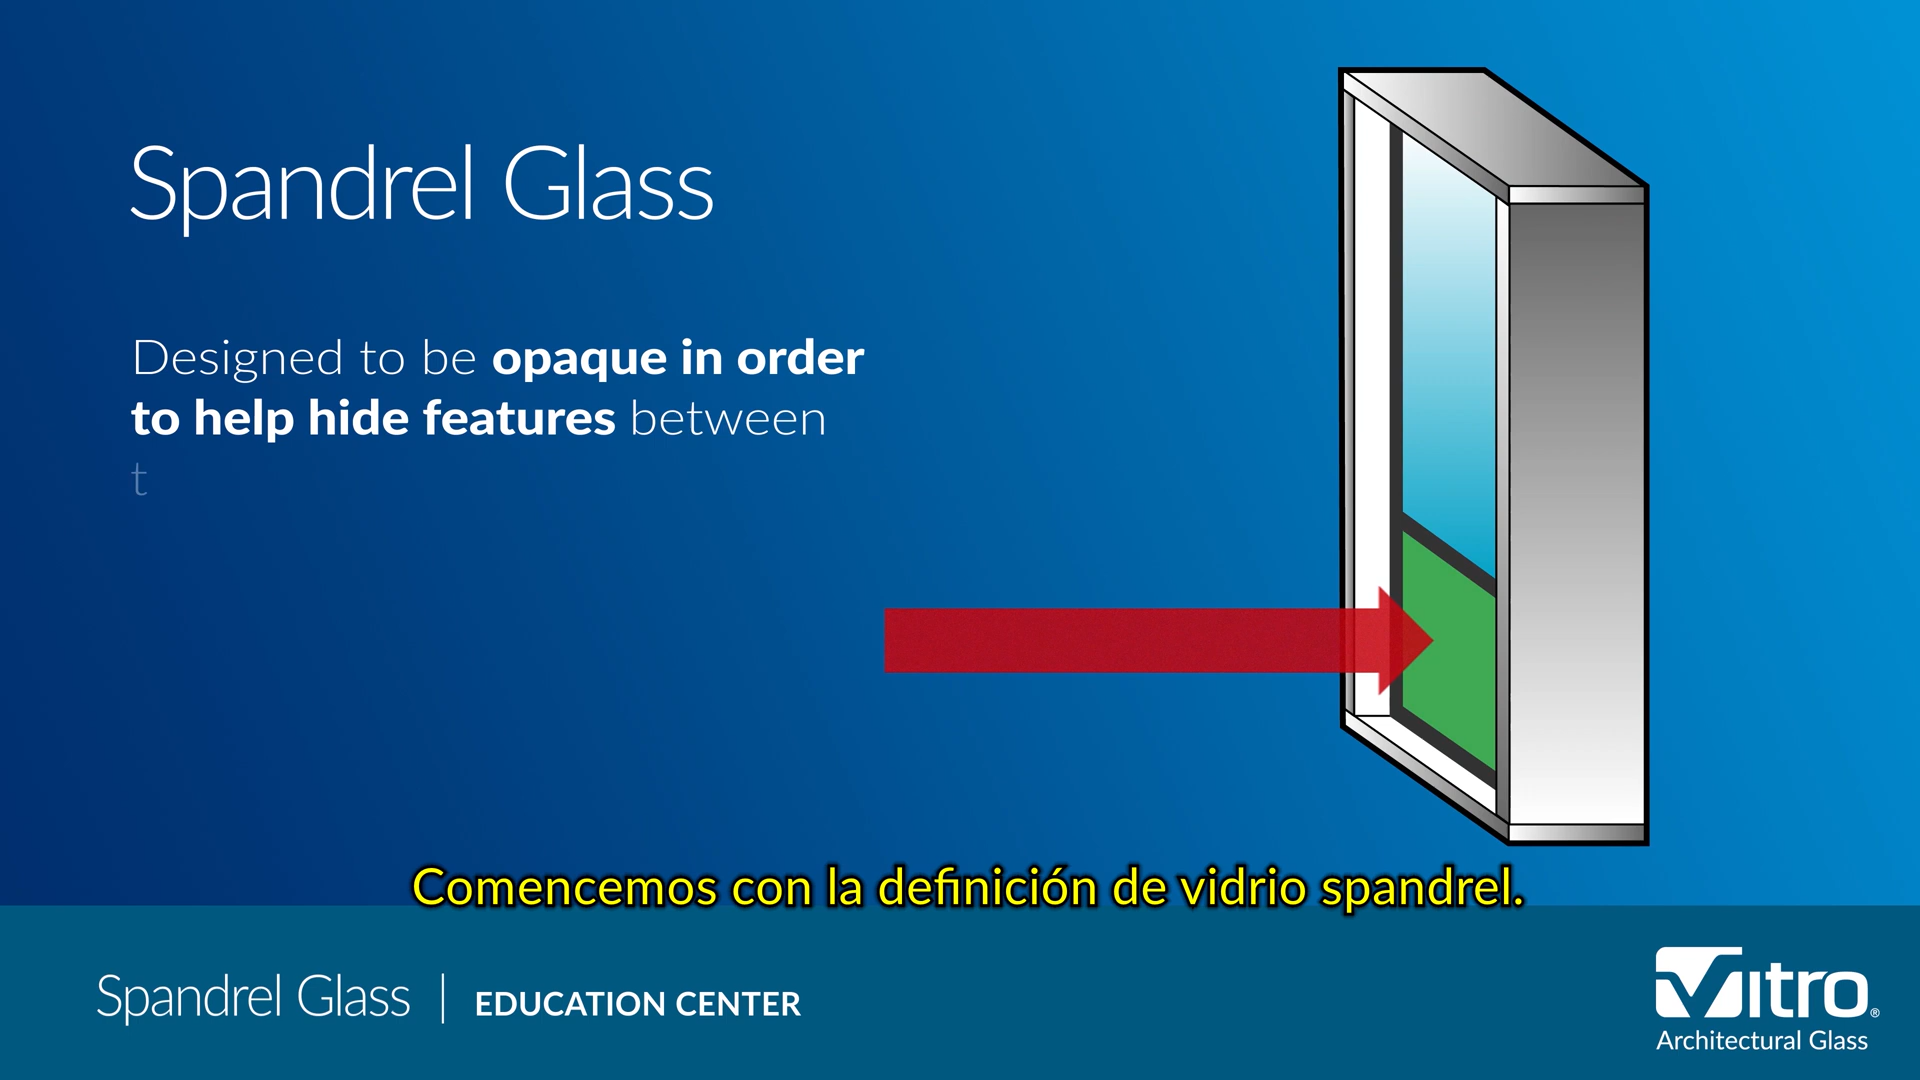 Spandrel Glass
Designed to be opaque in order
to help hide features between
t
Comencemos con la definición de vidrio spandrel.
Spandrel Glass | EDUCATION CENTER
Vitro®
Architectural Glass